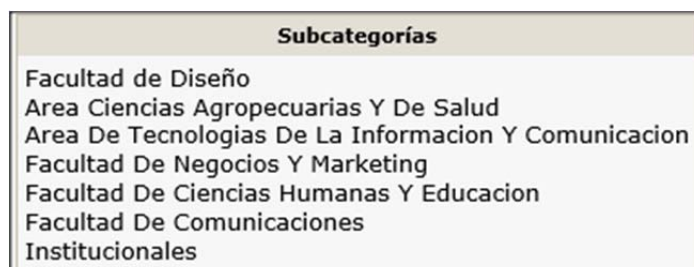 Subcategorías
Facultad de Diseño
Area Ciencias Agropecuarias Y De Salud
Area De Tecnologias De La Informacion Y Comunicacion
Facultad De Negocios Y Marketing
Facultad De Ciencias Humanas Y Educacion
Facultad De Comunicaciones
Institucionales